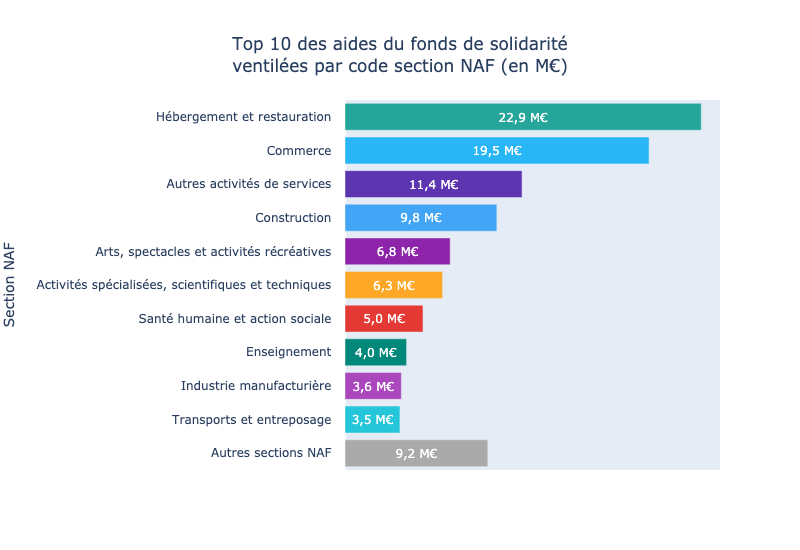 Top 10 des aides du fonds de solidarité
ventilées par code section NAF (en M€)
Section NAF
Hébergement et restauration 22,9 M€
Commerce 19,5 M€
Autres activités de services 11,4 M€
Construction 9,8 M€
Arts, spectacles et activités récréatives 6,8 M€
Activités spécialisées, scientifiques et techniques 6,3 M€
Santé humaine et action sociale 5,0 M€
Enseignement 4,0 M€
Industrie manufacturière 3,6 M€
Transports et entreposage 3,5 M€
Autres sections NAF 9,2 M€